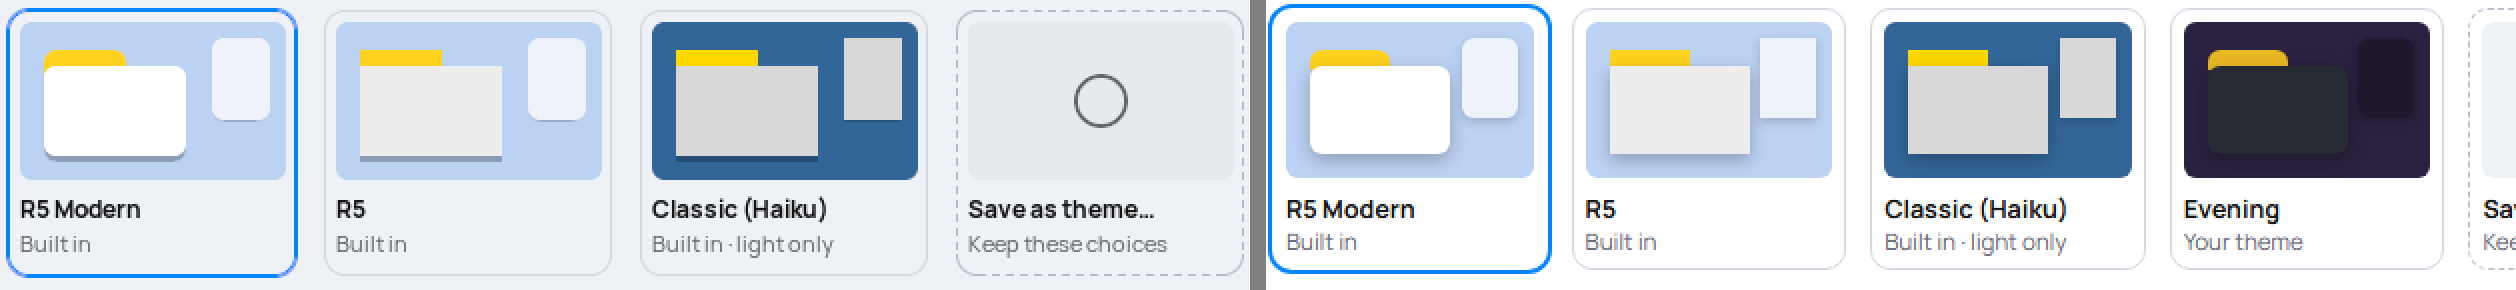 R5 Modern
Built in
R5
Built in
Classic (Haiku)
Built in · light only
Save as theme...
Keep these choices
R5 Modern
Built in
R5
Built in
Classic (Haiku)
Built in · light only
Evening
Your theme